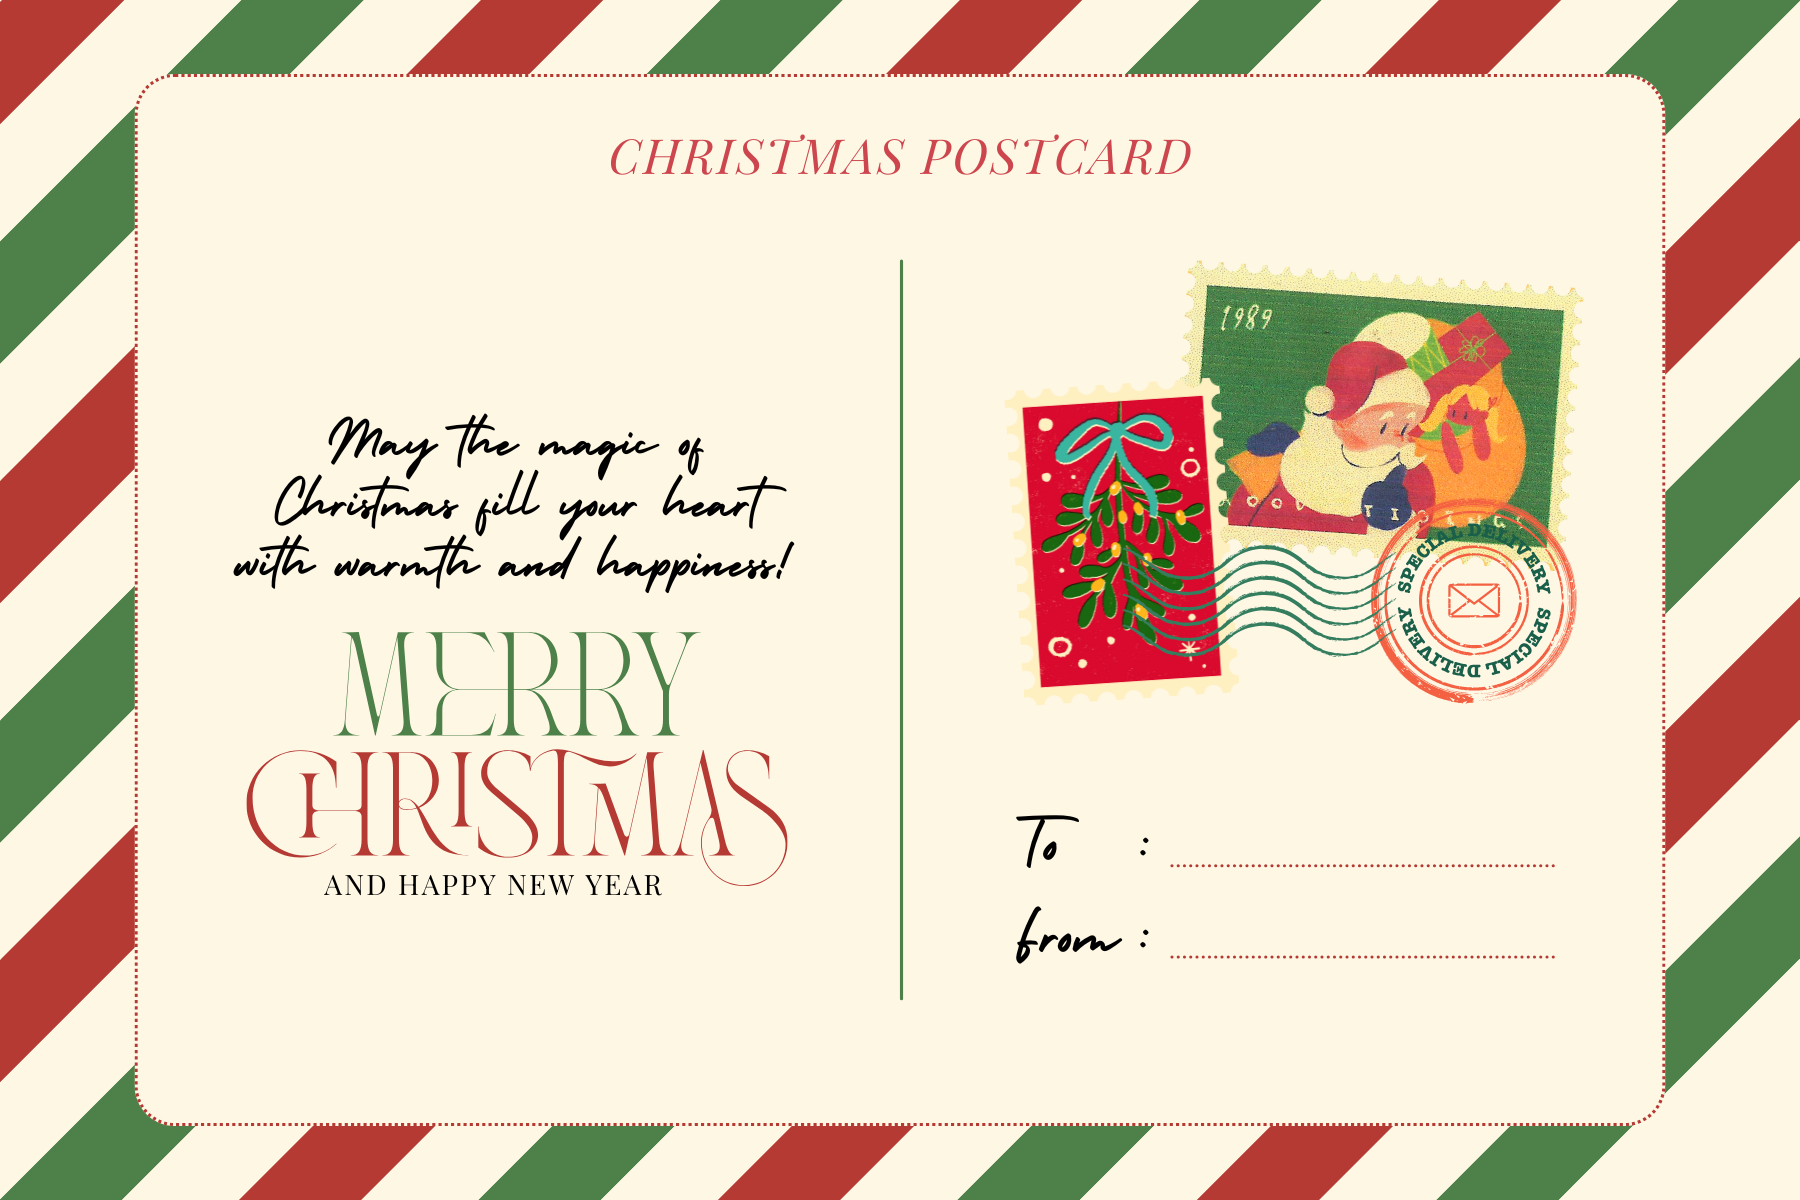 CHRISTMAS POSTCARD
May the magic of
Christmas fill your heart
with warmth and happiness!
MERRY
CHRISTMAS
AND HAPPY NEW YEAR
1989
SPECIAL DELIVERY SPECIAL DELIVERY
To :
from :